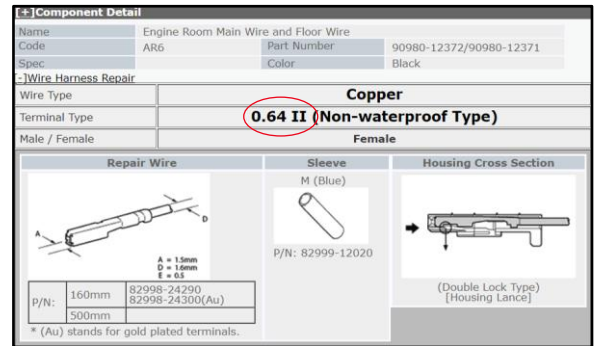 [+]Component Detail
Name Engine Room Main Wire and Floor Wire
Code AR6 Part Number 90980-12372/90980-12371
Spec Color Black
[-]Wire Harness Repair
Wire Type Copper
Terminal Type 0.64 II (Non-waterproof Type)
Male / Female Female
Repair Wire Sleeve Housing Cross Section
M (Blue)
A
D
A = 1.5mm
D = 1.6mm
E = 0.5
P/N: 82999-12020
P/N: 160mm 82998-24290
82998-24300(Au)
500mm
* (Au) stands for gold plated terminals.
(Double Lock Type)
[Housing Lance]